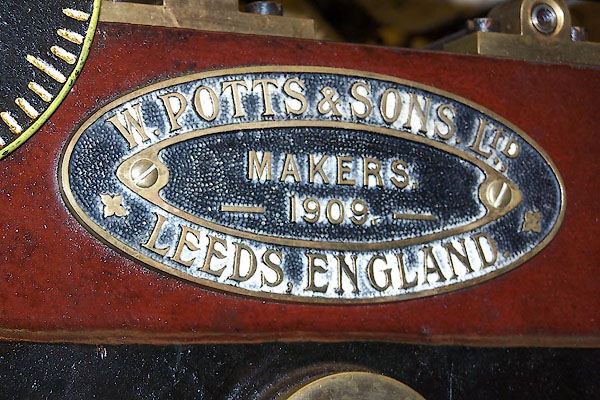 W. POTTS & SONS, LTD
MAKERS.
1909.
LEEDS, ENGLAND.